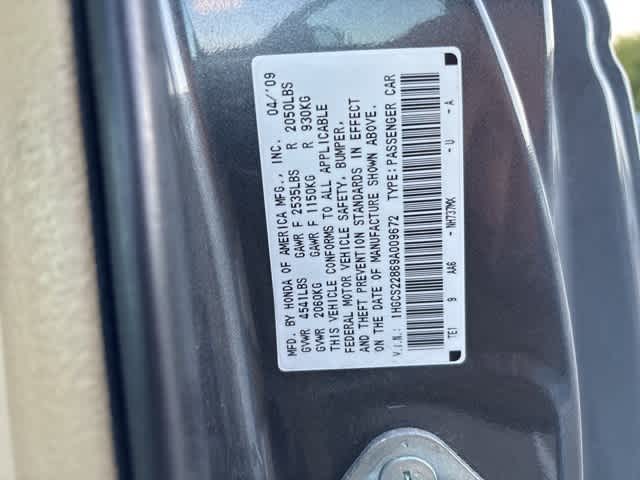 MFD. BY HONDA OF AMERICA MFG., INC. 04/'09
GVWR 4541LBS GAWR F 2535LBS R 2050LBS
GVWR 2060KG GAWR F 1150KG R 930KG
THIS VEHICLE CONFORMS TO ALL APPLICABLE
FEDERAL MOTOR VEHICLE SAFETY, BUMPER,
AND THEFT PREVENTION STANDARDS IN EFFECT
ON THE DATE OF MANUFACTURE SHOWN ABOVE.
V.I.N.: 1HGCS22869A009672 TYPE:PASSENGER CAR
TE1 9 AA6 - NH737MX - U - A